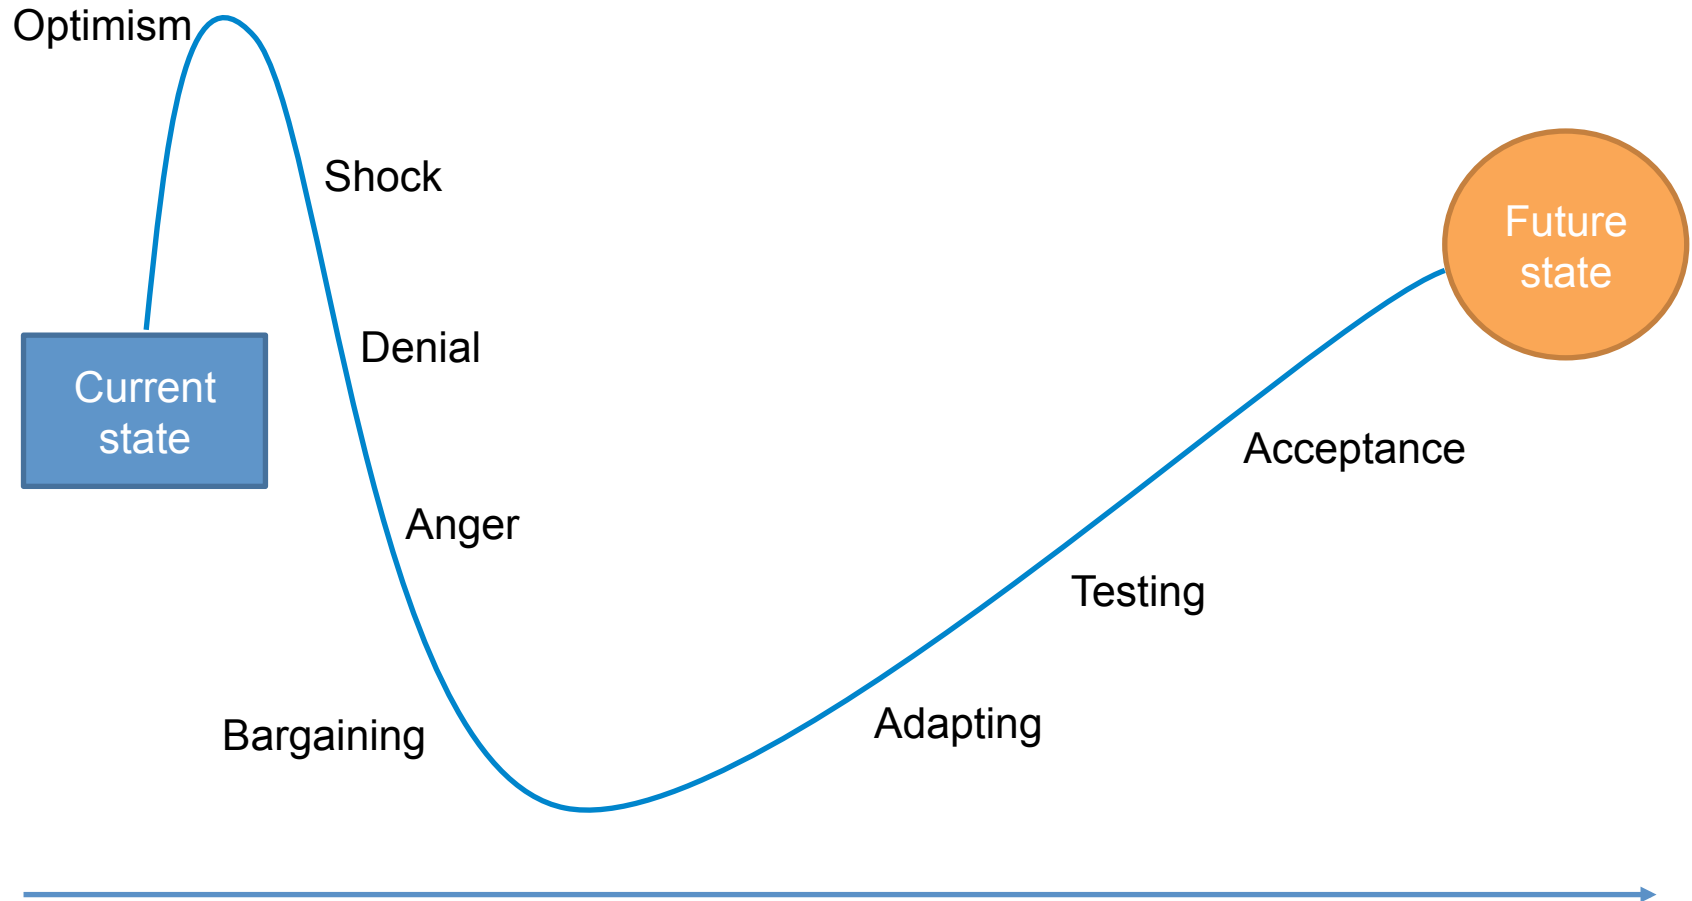 Optimism
Shock
Denial
Current
state
Anger
Bargaining
Adapting
Testing
Acceptance
Future
state